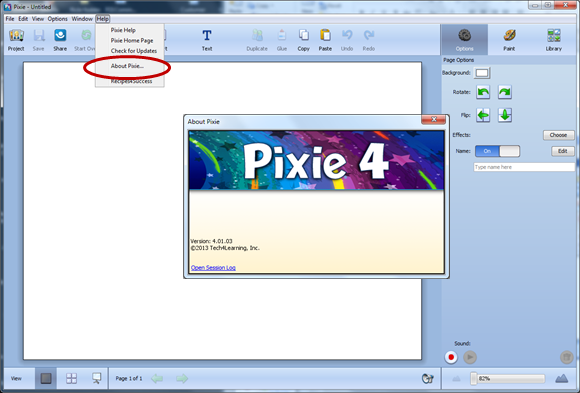 Pixie - Untitled
File Edit View Options Window Help
Project Save Share Text Duplicate Glue Copy Paste Undo Redo Options Paint Library
Pixie Help
Pixie Home Page
Check for Updates
About Pixie...
Recipes4Success
Page Options
Background:
Rotate:
Flip:
Effects: Choose
Name: On Edit
Type name here
About Pixie
Pixie 4
Version: 4.01.03
©2013 Tech4Learning, Inc.
Open Session Log
Sound:
View Page 1 of 1 82%